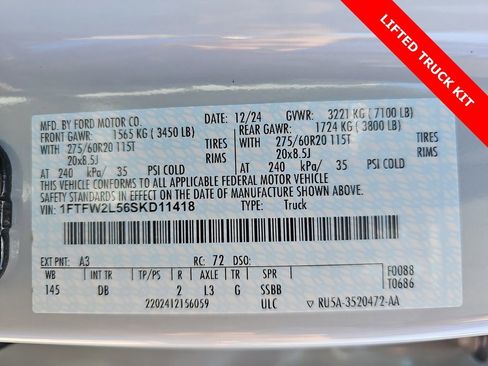 LIFTED TRUCK KIT
MFD. BY FORD MOTOR CO.
12/24 GVWR: 3221 KG ( 7100 LB)
FRONT GAWR: 1565 KG ( 3450 LB) REAR GAWR: 1724 KG ( 3800 LB)
WITH 275/60R20 115T TIRES WITH 275/60R20 115T TIRES
20x8.5J RIMS 20x8.5J RIMS
AT 240 kPa/ 35 PSI COLD AT 240 kPa/ 35 PSI COLD
THIS VEHICLE CONFORMS TO ALL APPLICABLE FEDERAL MOTOR VEHICLE
SAFETY STANDARDS IN EFFECT ON THE DATE OF MANUFACTURE SHOWN ABOVE.
VIN: 1FTFW2L56SKD11418 TYPE: Truck
EXT PNT: A3 RC: 72 DSO:
WB INT TR TP/PS R AXLE TR SPR F0088
145 DB 2 L3 G SSBB T0686
2202412156059 ULC ▽ RU5A-3520472-AA